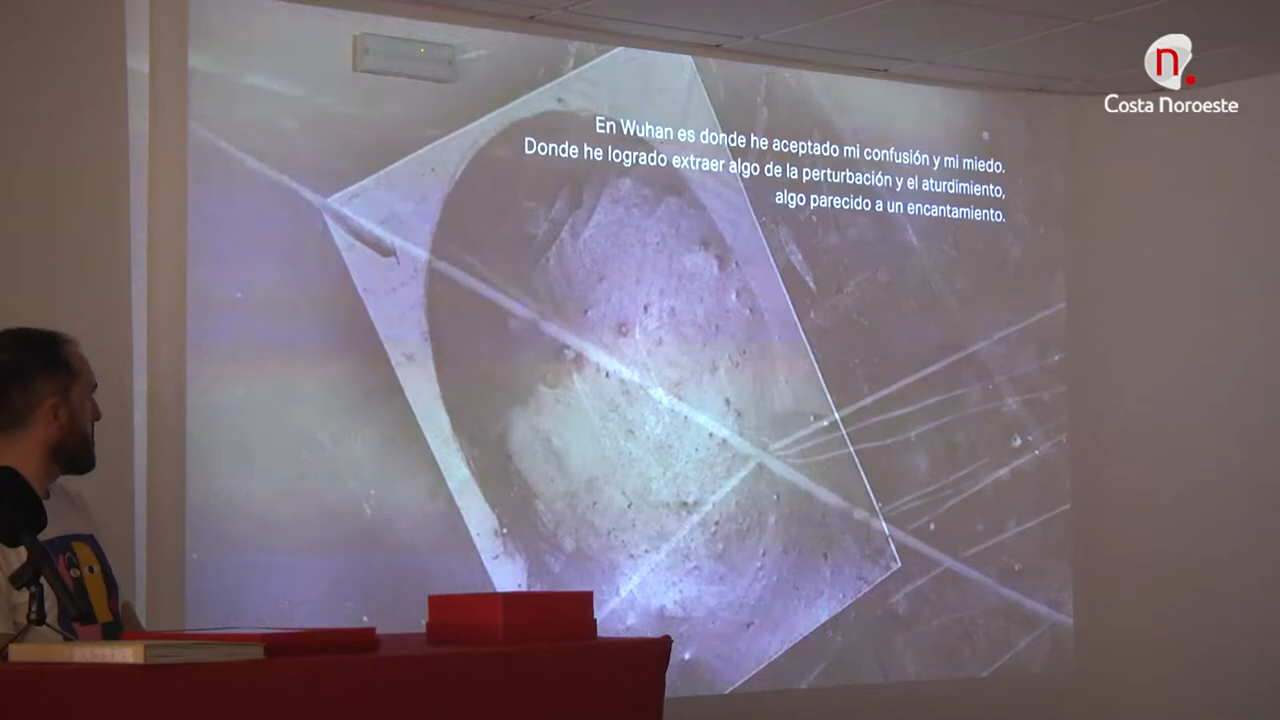 n.
Costa Noroeste
En Wuhan es donde he aceptado mi confusión y mi miedo.
Donde he logrado extraer algo de la perturbación y el aturdimiento,
algo parecido a un encantamiento.